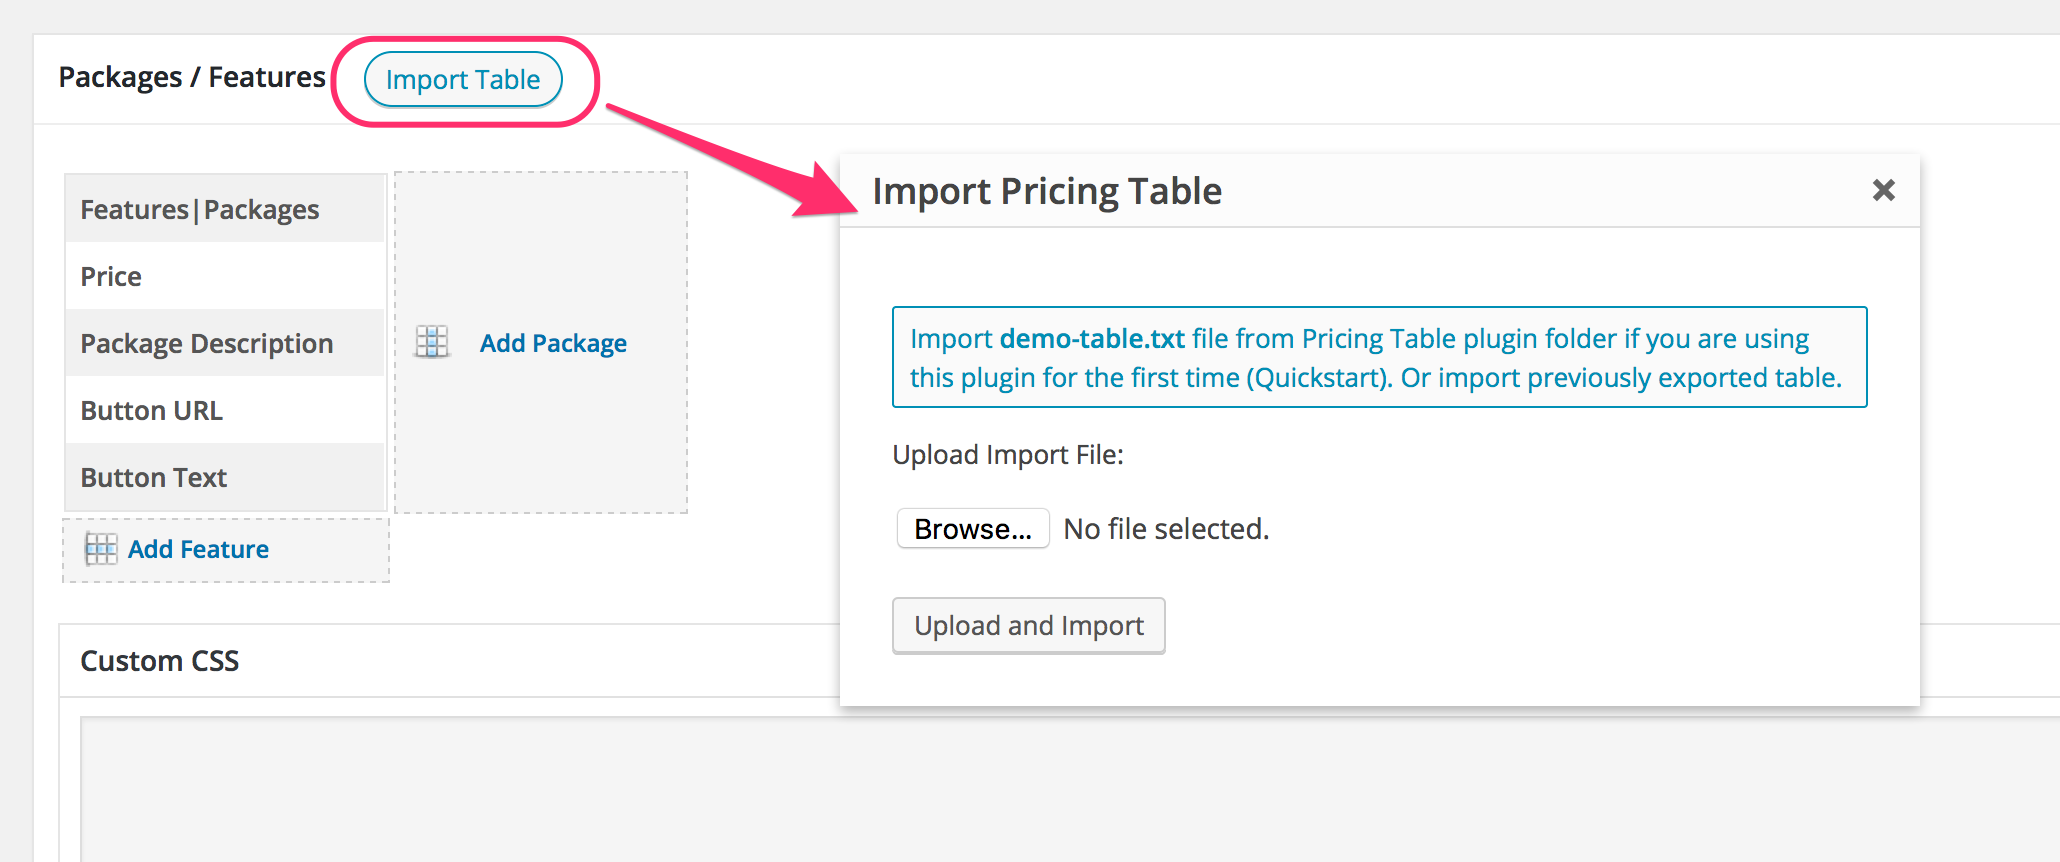 Packages / Features
Import Table
Features|Packages
Price
Package Description
Button URL
Button Text
Add Package
Add Feature
Custom CSS
Import Pricing Table
Import demo-table.txt file from Pricing Table plugin folder if you are using
this plugin for the first time (Quickstart). Or import previously exported table.
Upload Import File:
Browse... No file selected.
Upload and Import